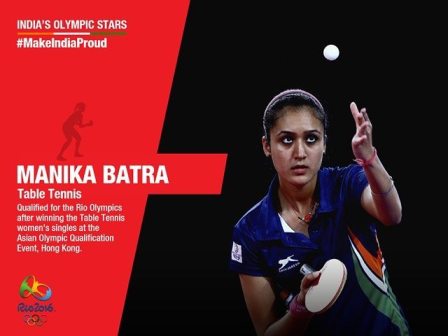 INDIA'S OLYMPIC STARS
#MakeIndiaProud
MANIKA BATRA
Table Tennis
Qualified for the Rio Olympics
after winning the Table Tennis
women's singles at the
Asian Olympic Qualification
Event, Hong Kong.
Rio2016